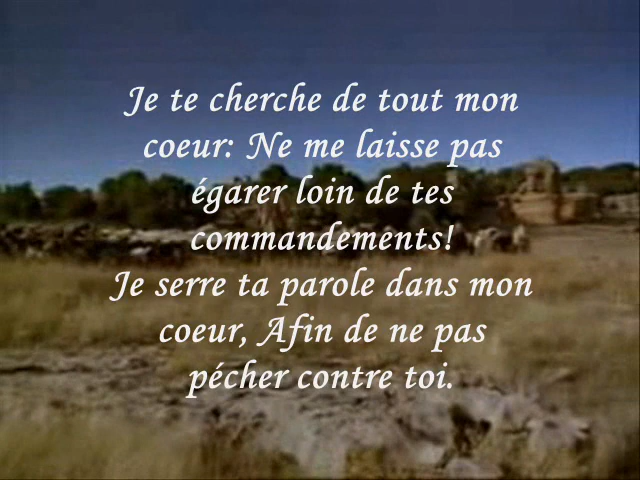 Je te cherche de tout mon
coeur: Ne me laisse pas
égarer loin de tes
commandements!
Je serre ta parole dans mon
coeur, Afin de ne pas
pécher contre toi.